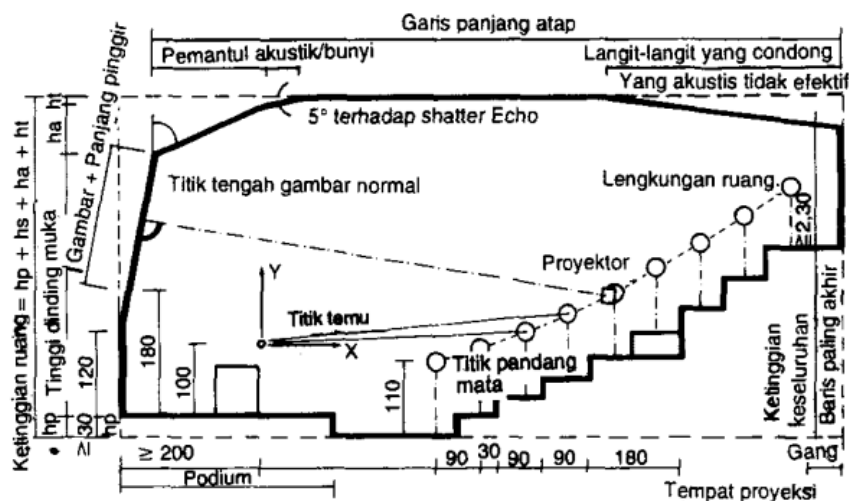 Garis panjang atap
Pemantul akustik/bunyi
Langit-langit yang condong
Yang akustis tidak efektif
5° terhadap shatter Echo
Ketinggian ruang = hp + hs + ha + ht
Tinggi dinding muka
hp
ha
ht
Gambar + Panjang pinggir
Titik tengah gambar normal
Lengkungan ruang
≥2,30
Proyektor
Y
X
Titik temu
Titik pandang
mata
180
120
100
110
≥30
hp
Ketinggian
keseluruhan
Baris paling akhir
≥ 200
90
30
90
90
180
Gang
Podium
Tempat proyeksi